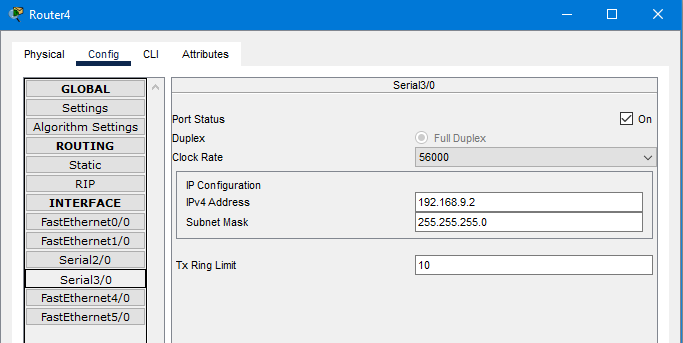 Router4
Physical Config CLI Attributes
GLOBAL
Settings
Algorithm Settings
ROUTING
Static
RIP
INTERFACE
FastEthernet0/0
FastEthernet1/0
Serial2/0
Serial3/0
FastEthernet4/0
FastEthernet5/0
Serial3/0
Port Status On
Duplex Full Duplex
Clock Rate 56000
IP Configuration
IPv4 Address 192.168.9.2
Subnet Mask 255.255.255.0
Tx Ring Limit 10